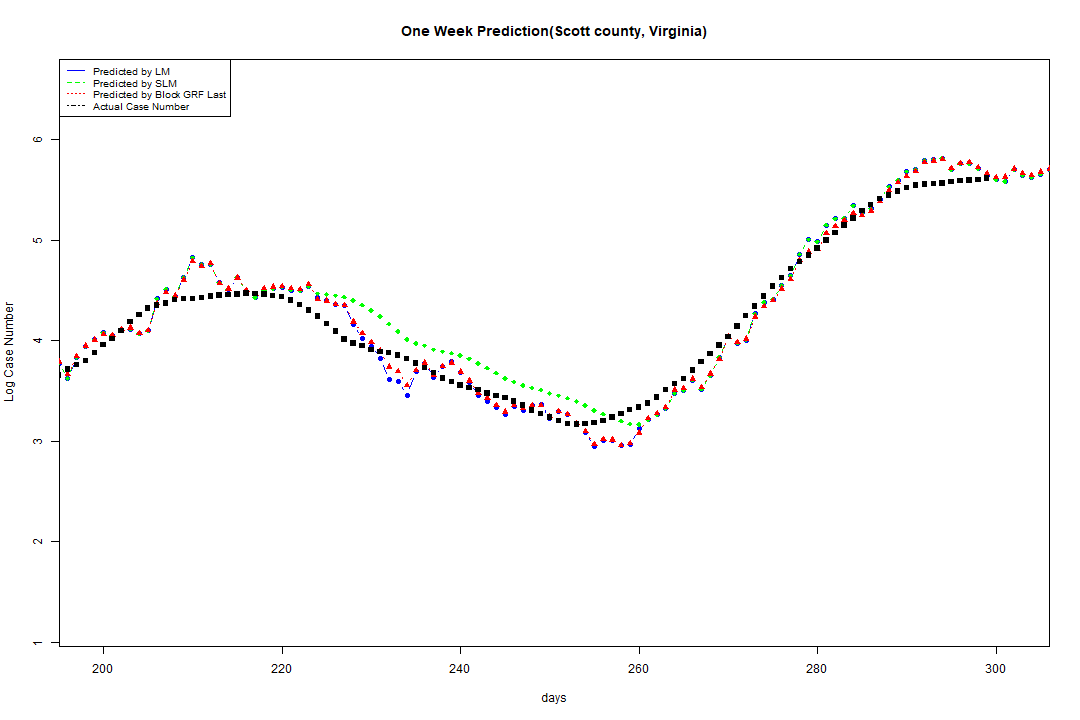 One Week Prediction(Scott county, Virginia)
Predicted by LM
Predicted by SLM
Predicted by Block GRF Last
Actual Case Number
6
5
4
3
2
1
Log Case Number
200 220 240 260 280 300
days